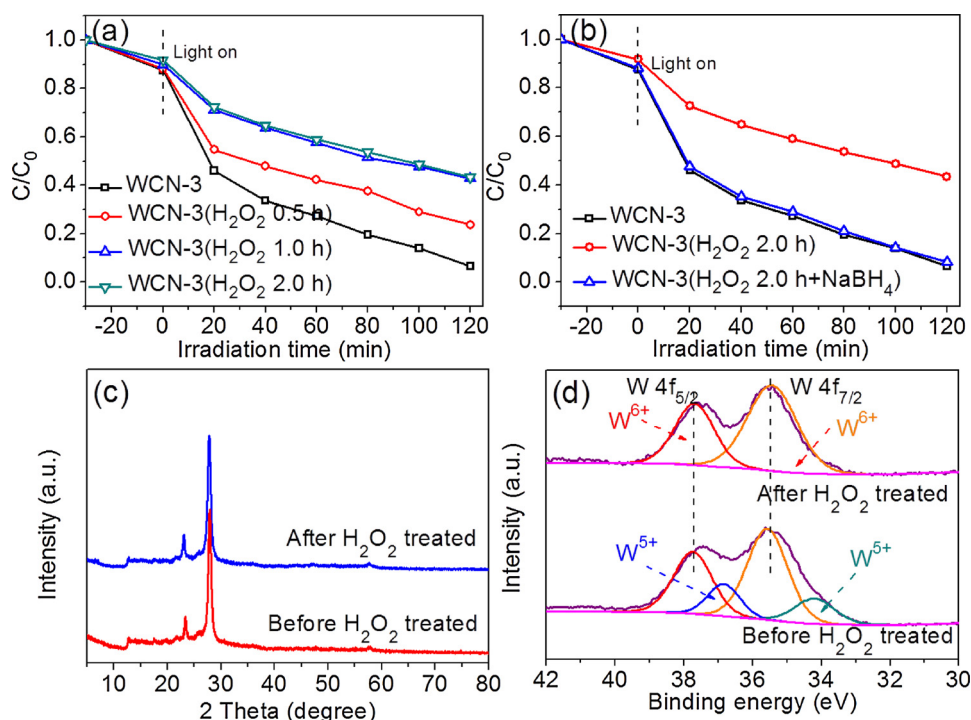 (a)
Light on
C/C₀
1.0
0.8
0.6
0.4
0.2
0.0
WCN-3
WCN-3(H₂O₂ 0.5 h)
WCN-3(H₂O₂ 1.0 h)
WCN-3(H₂O₂ 2.0 h)
-20 0 20 40 60 80 100 120
Irradiation time (min)
(b)
Light on
C/C₀
1.0
0.8
0.6
0.4
0.2
0.0
WCN-3
WCN-3(H₂O₂ 2.0 h)
WCN-3(H₂O₂ 2.0 h+NaBH₄)
-20 0 20 40 60 80 100 120
Irradiation time (min)
(c)
Intensity (a.u.)
After H₂O₂ treated
Before H₂O₂ treated
10 20 30 40 50 60 70 80
2 Theta (degree)
(d)
Intensity (a.u.)
W 4f₅/₂ W 4f₇/₂
W⁶⁺
W⁶⁺
After H₂O₂ treated
W⁵⁺
W⁵⁺
Before H₂O₂ treated
42 40 38 36 34 32 30
Binding energy (eV)